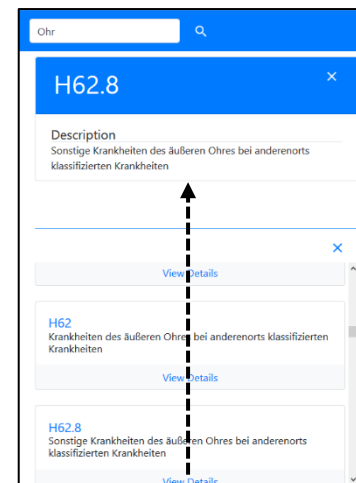 Ohr
H62.8
Description
Sonstige Krankheiten des äußeren Ohres bei anderenorts
klassifizierten Krankheiten
View Details
H62
Krankheiten des äußeren Ohres bei anderenorts klassifizierten
Krankheiten
View Details
H62.8
Sonstige Krankheiten des äußeren Ohres bei anderenorts
klassifizierten Krankheiten
View Details